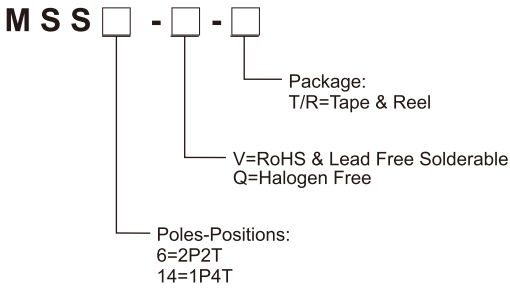 MSS□-□-□
Package:
T/R=Tape & Reel
V=RoHS & Lead Free Solderable
Q=Halogen Free
Poles-Positions:
6=2P2T
14=1P4T